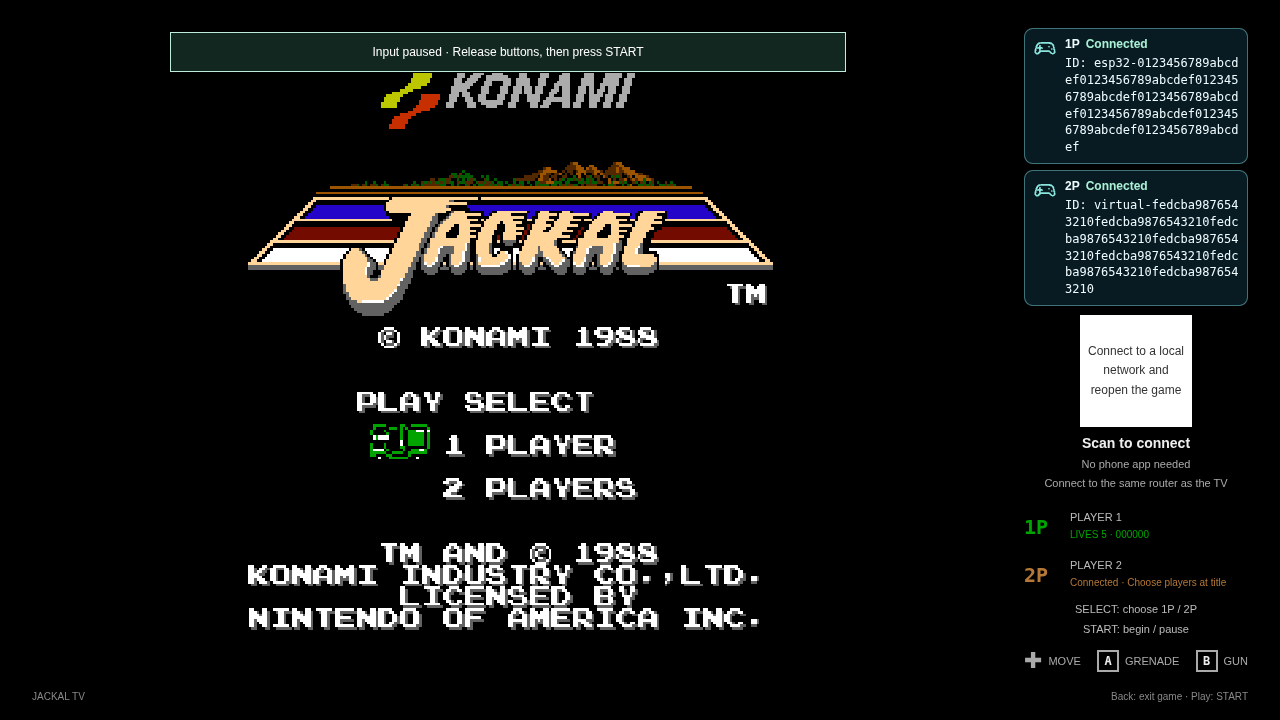 Input paused · Release buttons, then press START
KONAMI
JACKAL
TM
© KONAMI 1988
PLAY SELECT
1 PLAYER
2 PLAYERS
TM AND © 1988
KONAMI INDUSTRY CO.,LTD.
LICENSED BY
NINTENDO OF AMERICA INC.
JACKAL TV
1P Connected
ID: esp32-0123456789abcd
ef0123456789abcdef012345
6789abcdef0123456789abcd
ef0123456789abcdef012345
6789abcdef0123456789abcd
ef
2P Connected
ID: virtual-fedcba987654
3210fedcba9876543210fedc
ba9876543210fedcba987654
3210fedcba9876543210fedc
ba9876543210fedcba987654
3210
Connect to a local
network and
reopen the game
Scan to connect
No phone app needed
Connect to the same router as the TV
1P PLAYER 1
LIVES 5 · 000000
2P PLAYER 2
Connected · Choose players at title
SELECT: choose 1P / 2P
START: begin / pause
MOVE A GRENADE B GUN
Back: exit game · Play: START